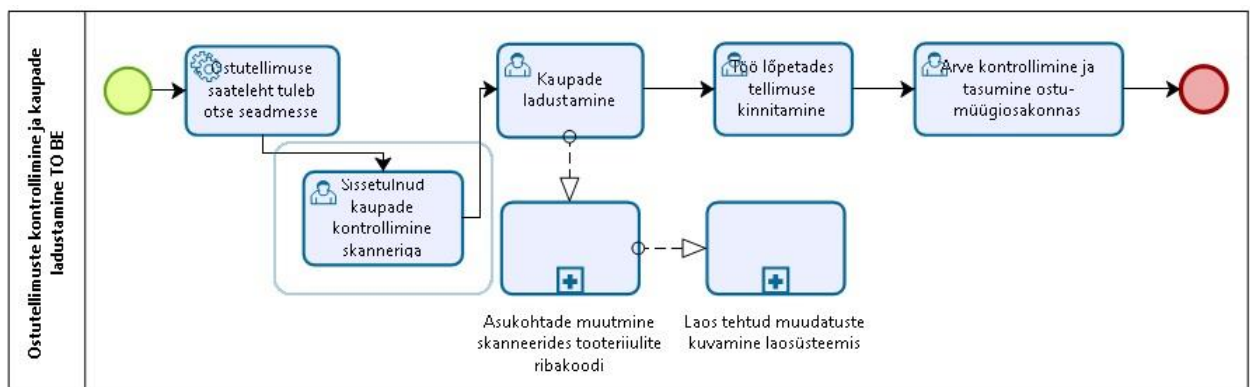 Ostutellimuste kontrollimine ja kaupade
ladustamine TO BE
Ostutellimuse
saateleht tuleb
otse seadmesse
Sissetulnud
kaupade
kontrollimine
skanneriga
Kaupade
ladustamine
Töö lõpetades
tellimuse
kinnitamine
Arve kontrollimine ja
tasumine ostu-
müügiosakonnas
Asukohtade muutmine
skanneerides tooteriiulite
ribakoodi
Laos tehtud muudatuste
kuvamine laosüsteemis